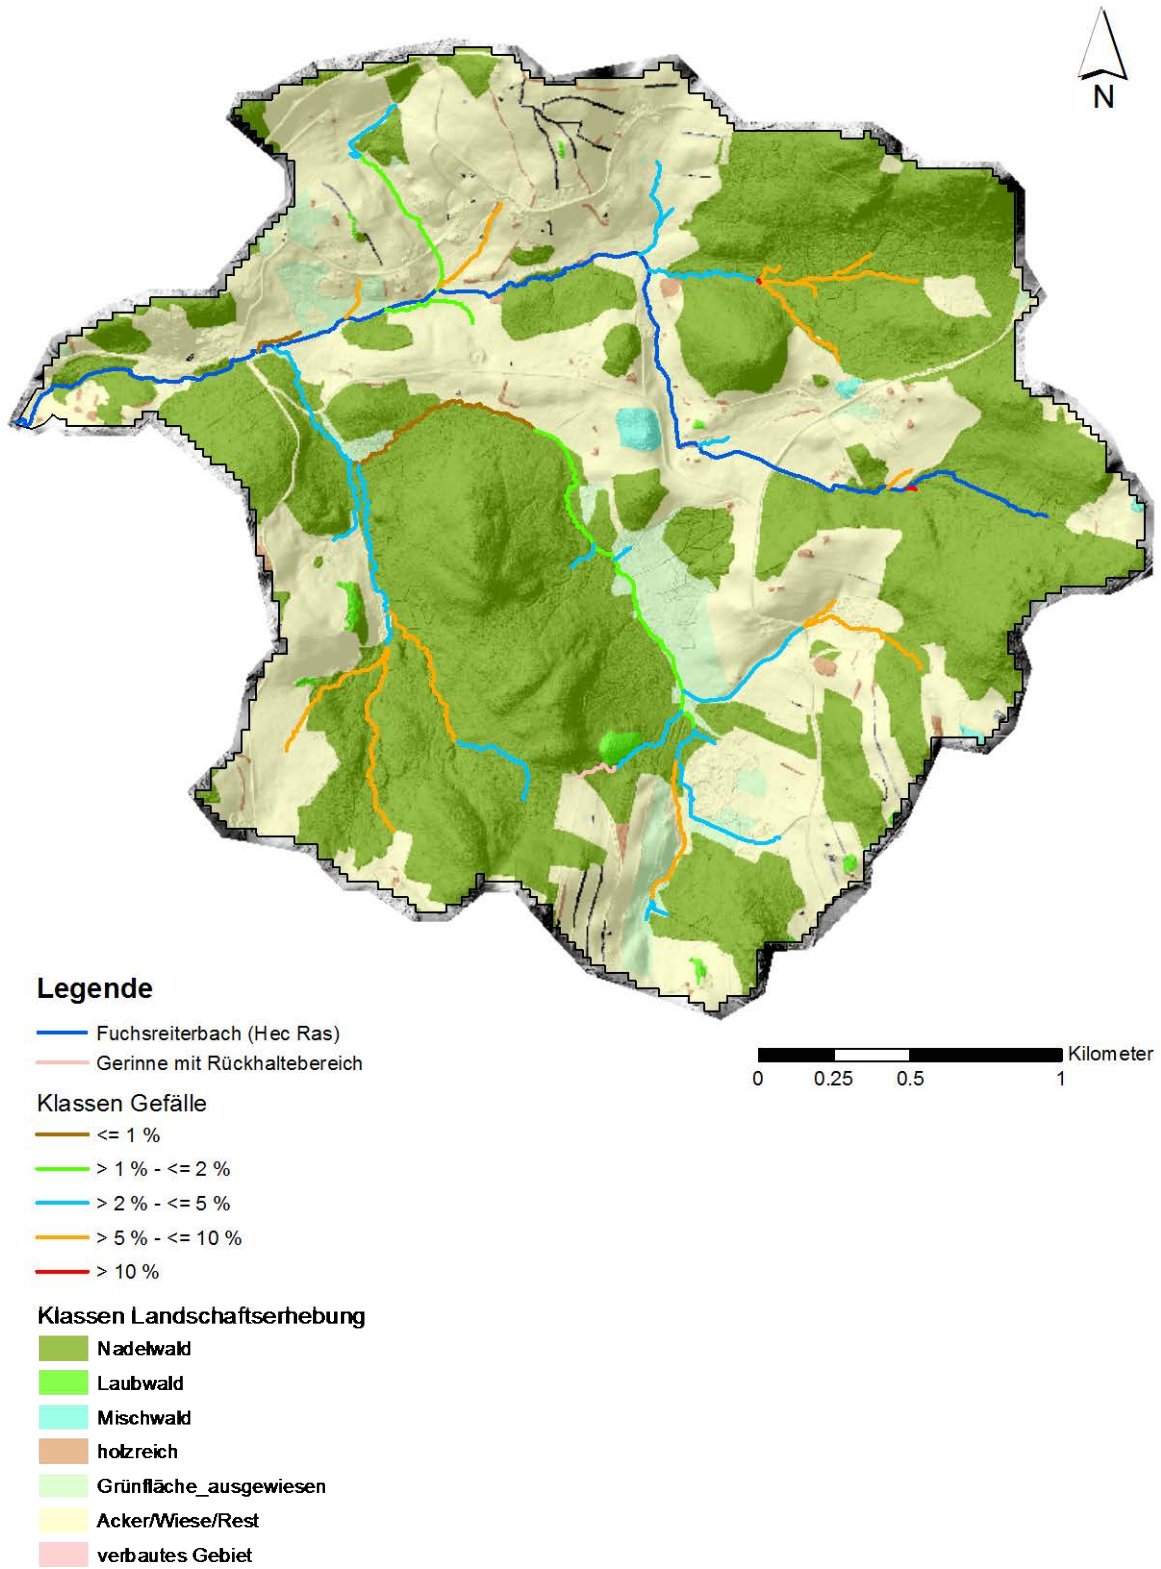 N
Legende
Fuchsreiterbach (Hec Ras)
Gerinne mit Rückhaltebereich
Klassen Gefälle
<= 1 %
> 1 % - <= 2 %
> 2 % - <= 5 %
> 5 % - <= 10 %
> 10 %
Kilometer
0 0.25 0.5 1
Klassen Landschaftserhebung
Nadelwald
Laubwald
Mischwald
holzreich
Grünfläche_ausgewiesen
Acker/Wiese/Rest
verbautes Gebiet